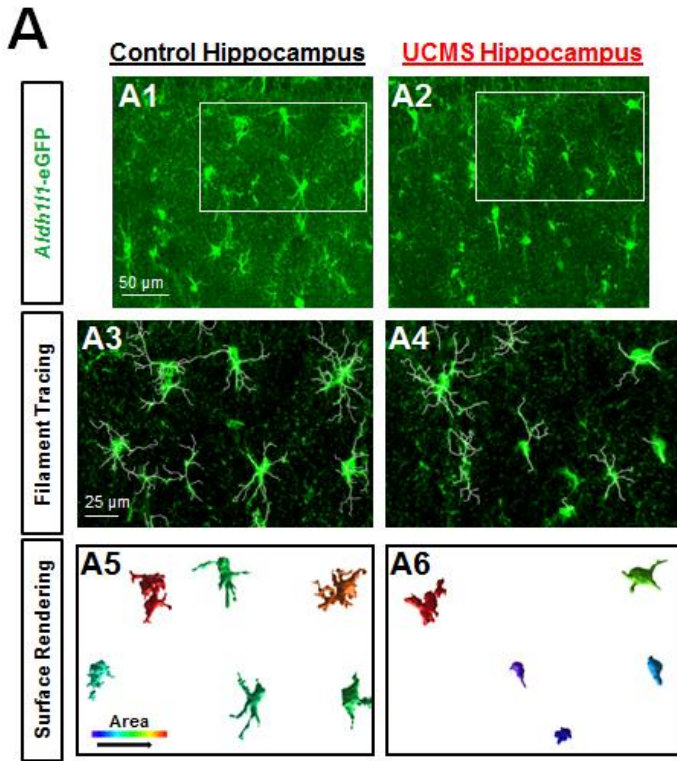 A
Control Hippocampus
UCMS Hippocampus
Aldh1l1-eGFP
A1
A2
50 µm
Filament Tracing
A3
A4
25 µm
Surface Rendering
A5
A6
Area